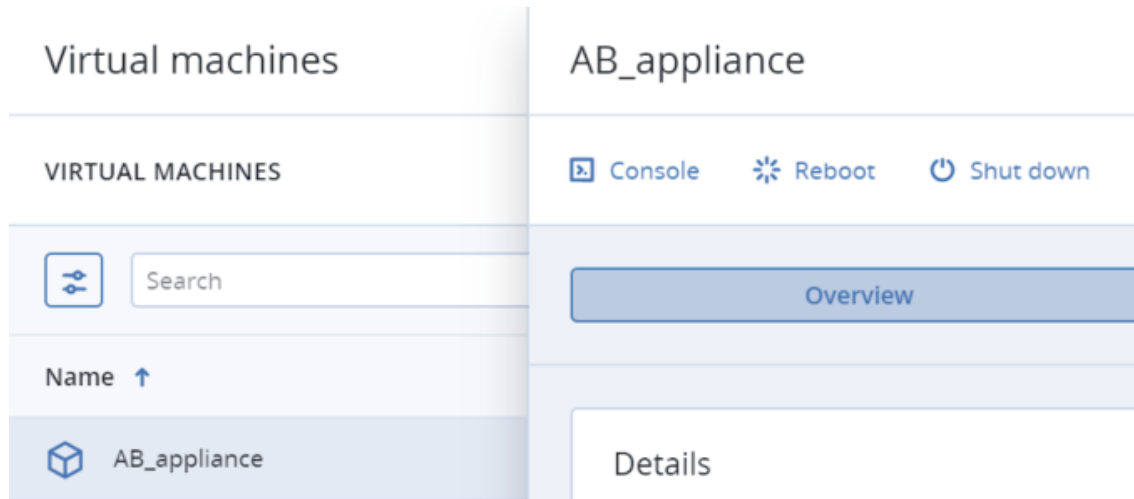 Virtual machines
VIRTUAL MACHINES
Search
Name
AB_appliance
AB_appliance
Console Reboot Shut down
Overview
Details